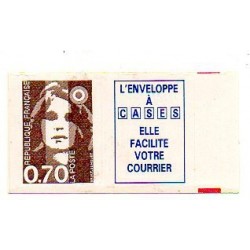 RÉPUBLIQUE FRANÇAISE
0,70
LA POSTE
L'ENVELOPPE
À
CASES
ELLE
FACILITE
VOTRE
COURRIER